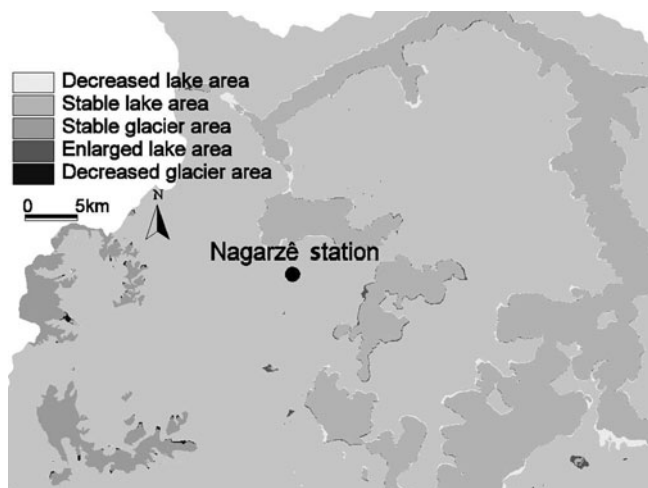 Decreased lake area
Stable lake area
Stable glacier area
Enlarged lake area
Decreased glacier area
0 5km
N
Nagarzê station